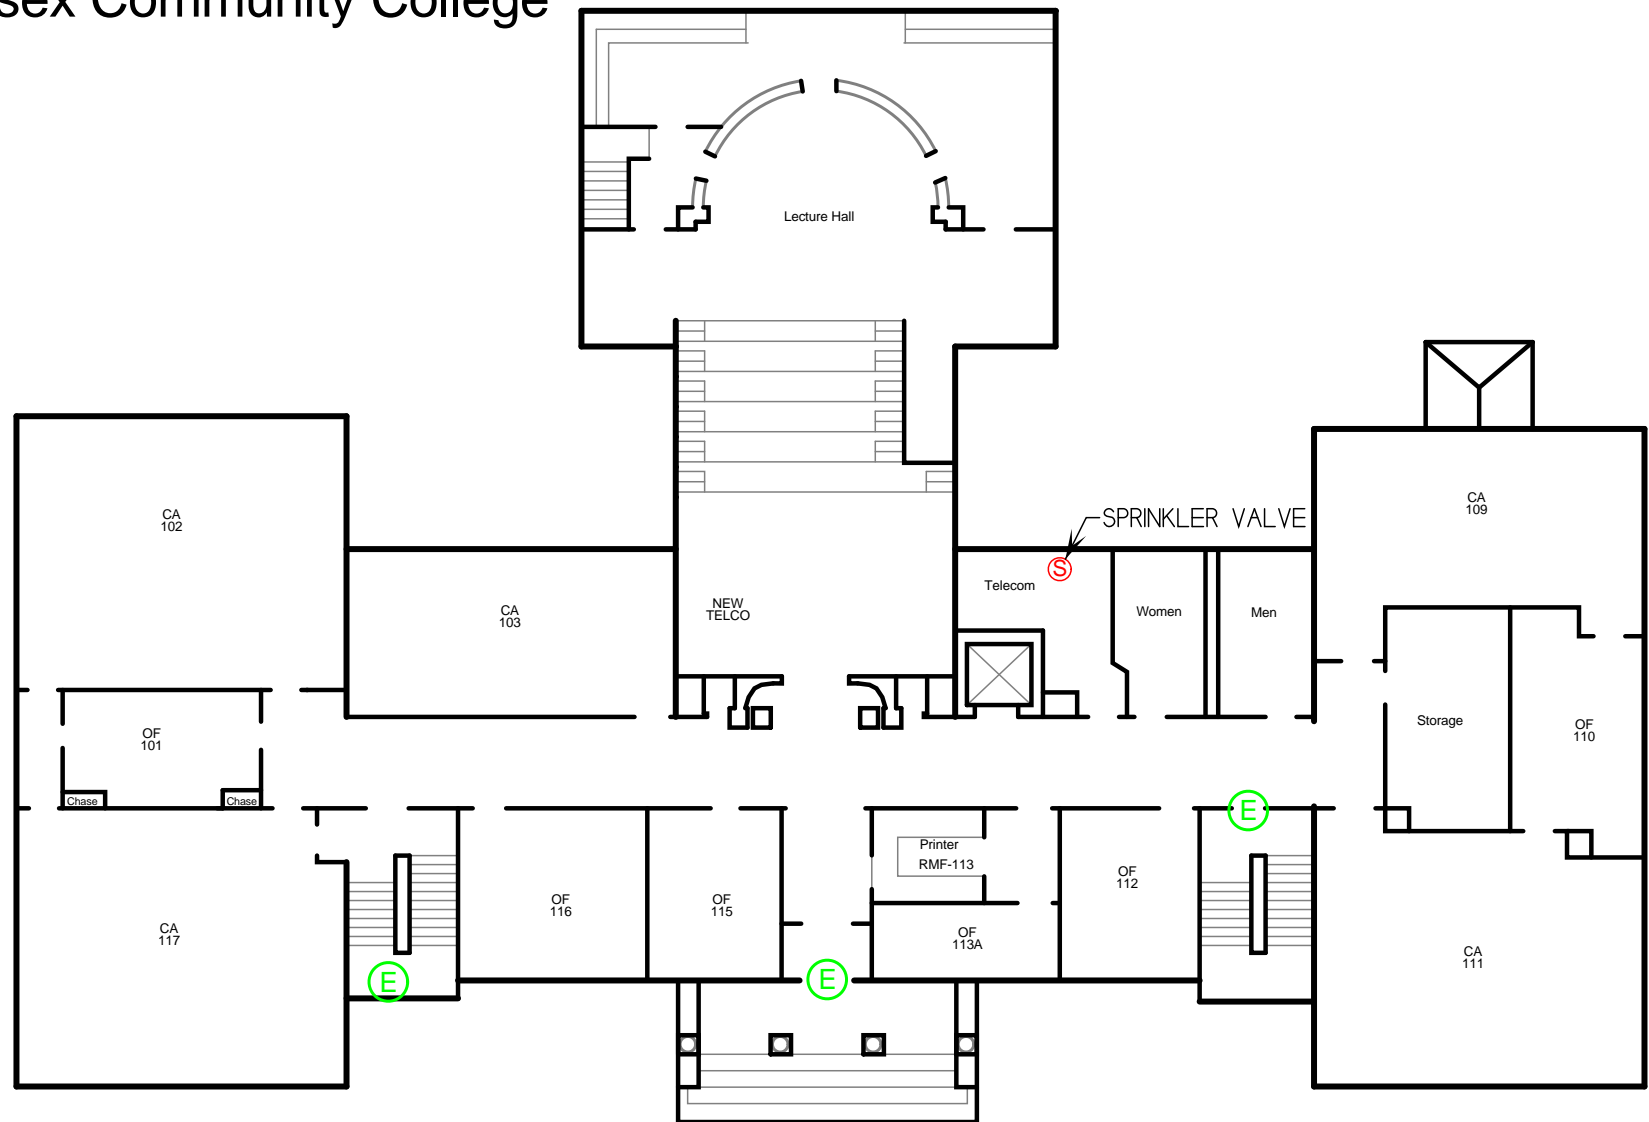 sex Community College
Lecture Hall
CA
102
CA
109
SPRINKLER VALVE
S
Telecom
CA
103
NEW
TELCO
Women
Men
OF
101
Storage
OF
110
Chase
Chase
E
Printer
RMF-113
OF
112
OF
116
OF
115
OF
113A
CA
117
CA
111
E
E